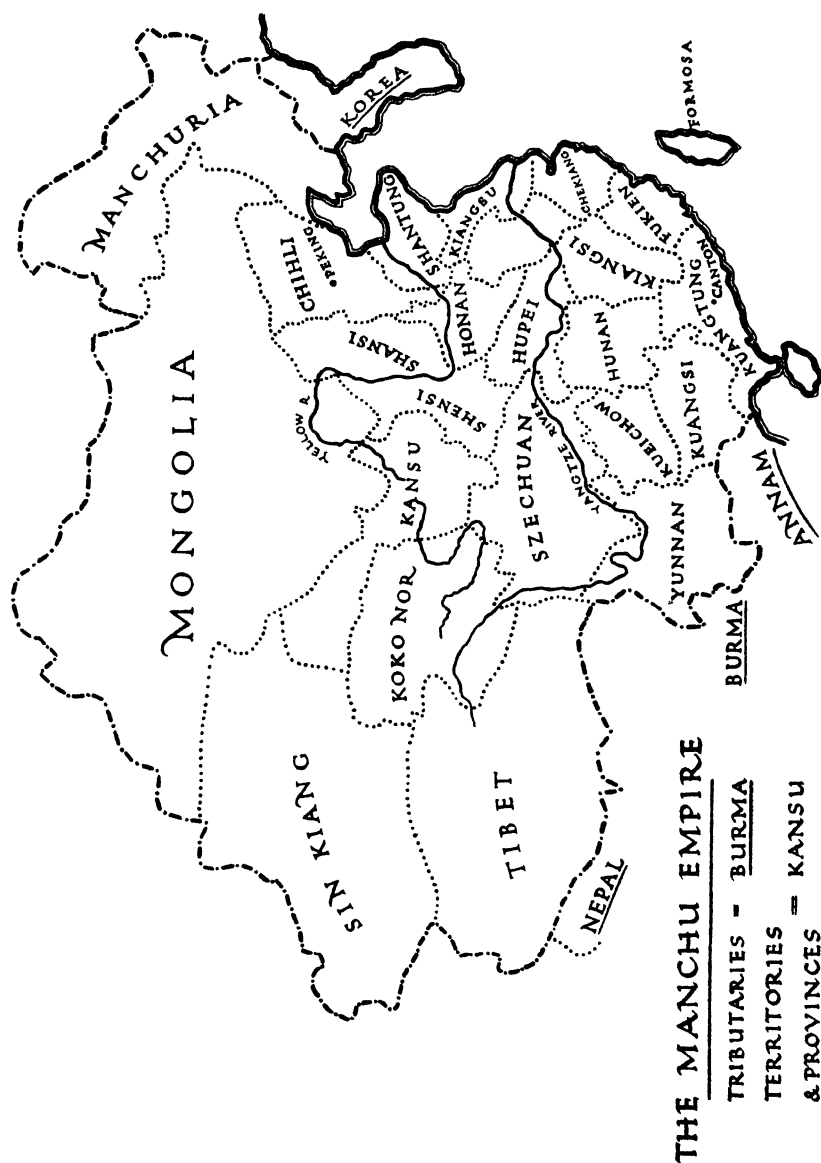 MANCHURIA
KOREA
MONGOLIA
CHIHLI
PEKING
SHANTUNG
SHANSI
YELLOW R.
SHENSI
KANSU
HONAN
KIANGSU
HUPEI
SIN KIANG
KOKO NOR
TIBET
SZECHUAN
YANGTZE RIVER
CHEKIANG
FUKIEN
KIANGSI
HUNAN
KUEICHOW
KUANGTUNG
CANTON
KUANGSI
YUNNAN
FORMOSA
ANNAM
BURMA
NEPAL
THE MANCHU EMPIRE
TRIBUTARIES = BURMA
TERRITORIES
& PROVINCES = KANSU